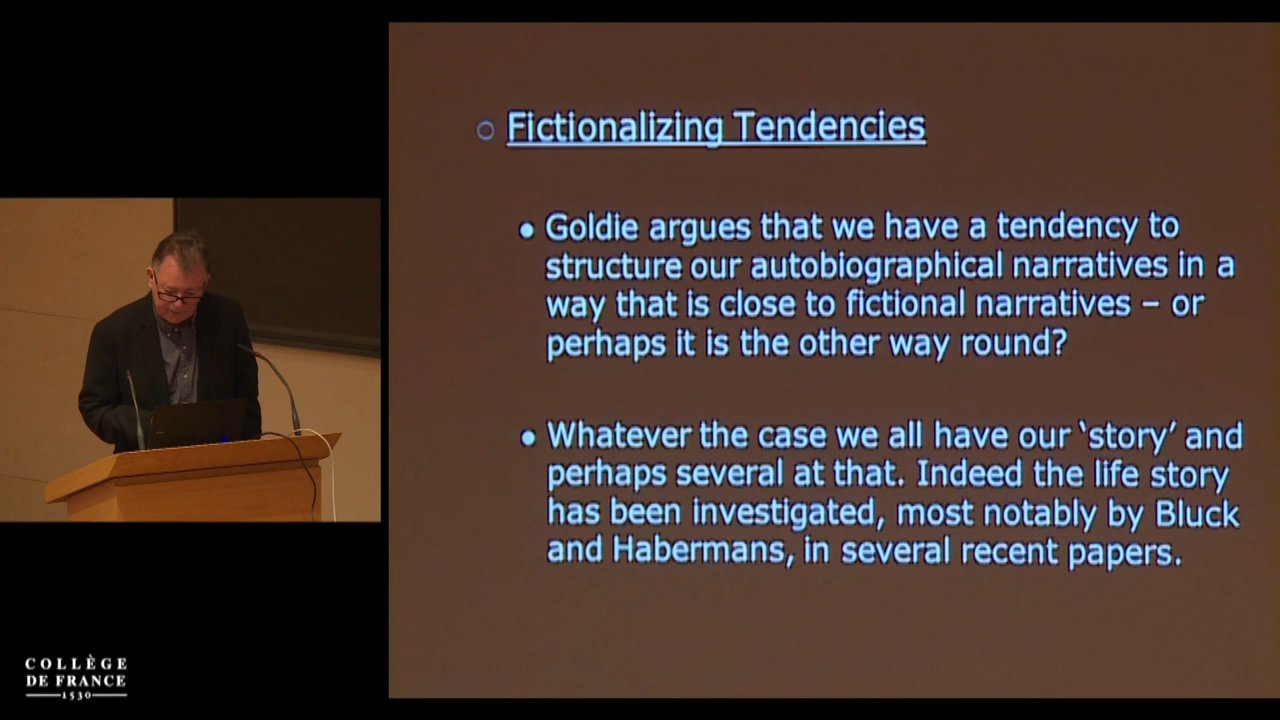 Fictionalizing Tendencies
Goldie argues that we have a tendency to
structure our autobiographical narratives in a
way that is close to fictional narratives – or
perhaps it is the other way round?
Whatever the case we all have our ‘story’ and
perhaps several at that. Indeed the life story
has been investigated, most notably by Bluck
and Habermans, in several recent papers.
COLLÈGE
DE FRANCE
1530